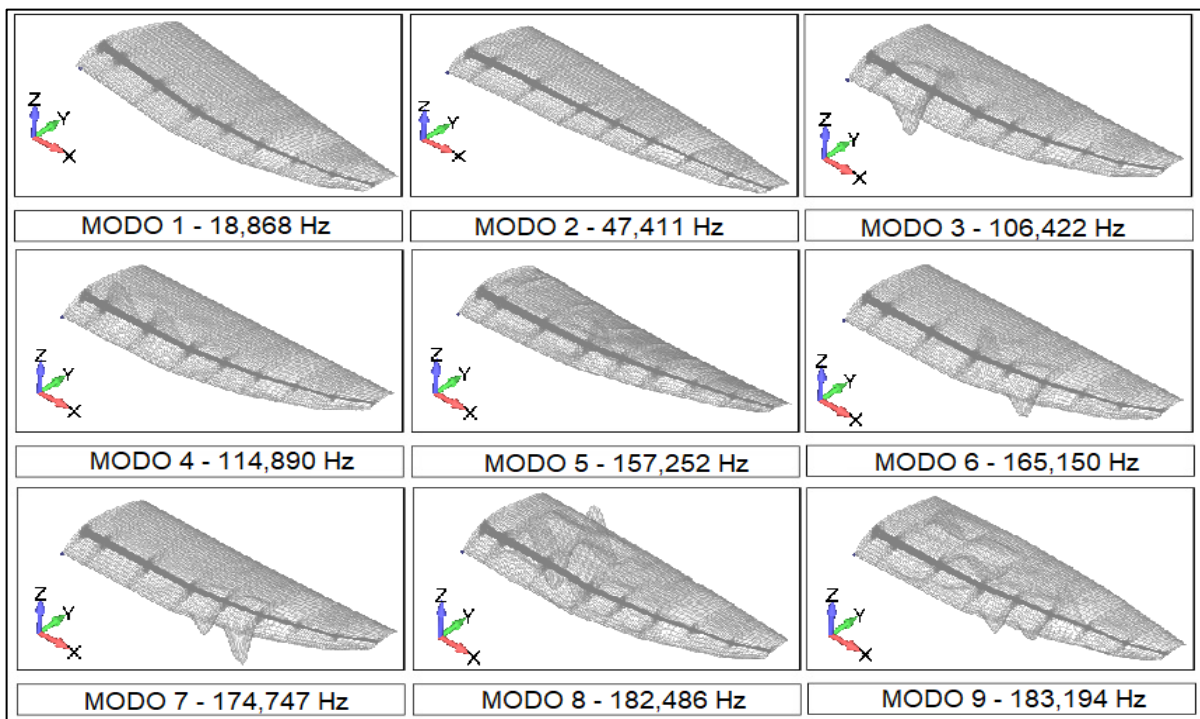 Z Y X
Z Y X
Z Y X
MODO 1 - 18,868 Hz
MODO 2 - 47,411 Hz
MODO 3 - 106,422 Hz
Z Y X
Z Y X
Z Y X
MODO 4 - 114,890 Hz
MODO 5 - 157,252 Hz
MODO 6 - 165,150 Hz
Z Y X
Z Y X
Z Y X
MODO 7 - 174,747 Hz
MODO 8 - 182,486 Hz
MODO 9 - 183,194 Hz